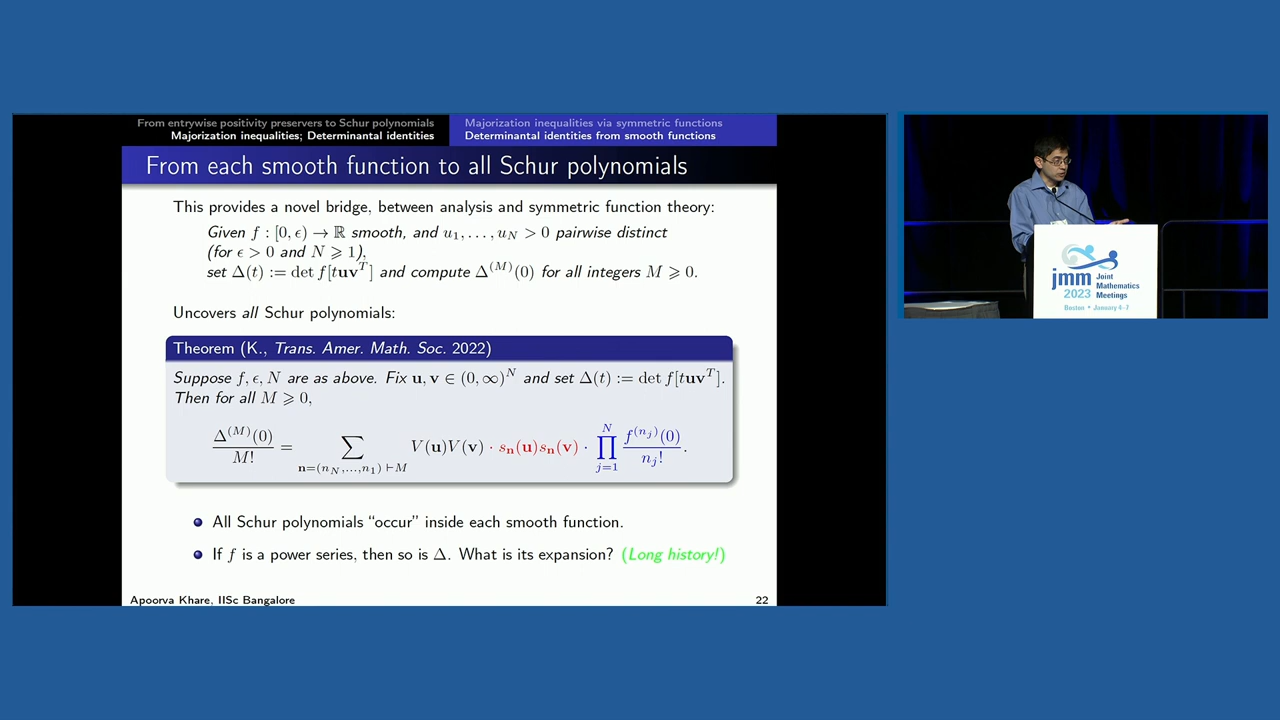 From entrywise positivity preservers to Schur polynomials
Majorization inequalities; Determinantal identities
Majorization inequalities via symmetric functions
Determinantal identities from smooth functions
From each smooth function to all Schur polynomials
This provides a novel bridge, between analysis and symmetric function theory:
Given f : [0, ϵ) → ℝ smooth, and u₁, . . . , u_N > 0 pairwise distinct
(for ϵ > 0 and N ⩾ 1),
set Δ(t) := det f[tuvᵀ] and compute Δ⁽ᴹ⁾(0) for all integers M ⩾ 0.
Uncovers all Schur polynomials:
Theorem (K., Trans. Amer. Math. Soc. 2022)
Suppose f, ϵ, N are as above. Fix u, v ∈ (0, ∞)ᴺ and set Δ(t) := det f[tuvᵀ].
Then for all M ⩾ 0,
Δ⁽ᴹ⁾(0)/M! = ∑_{n=(n_N,...,n_1) ⊢ M} V(u)V(v) · s_n(u)s_n(v) · ∏_{j=1}^{N} f^{(n_j)}(0)/n_j! .
All Schur polynomials “occur” inside each smooth function.
If f is a power series, then so is Δ. What is its expansion? (Long history!)
Apoorva Khare, IISc Bangalore
22
jmm
2023
Joint
Mathematics
Meetings
Boston • January 4-7